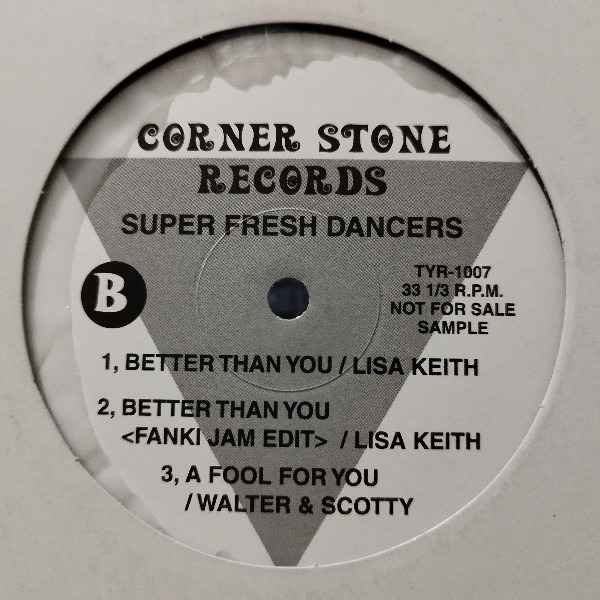 CORNER STONE
RECORDS
SUPER FRESH DANCERS
B
TYR-1007
33 1/3 R.P.M.
NOT FOR SALE
SAMPLE
1, BETTER THAN YOU / LISA KEITH
2, BETTER THAN YOU
<FANKI JAM EDIT> / LISA KEITH
3, A FOOL FOR YOU
/ WALTER & SCOTTY